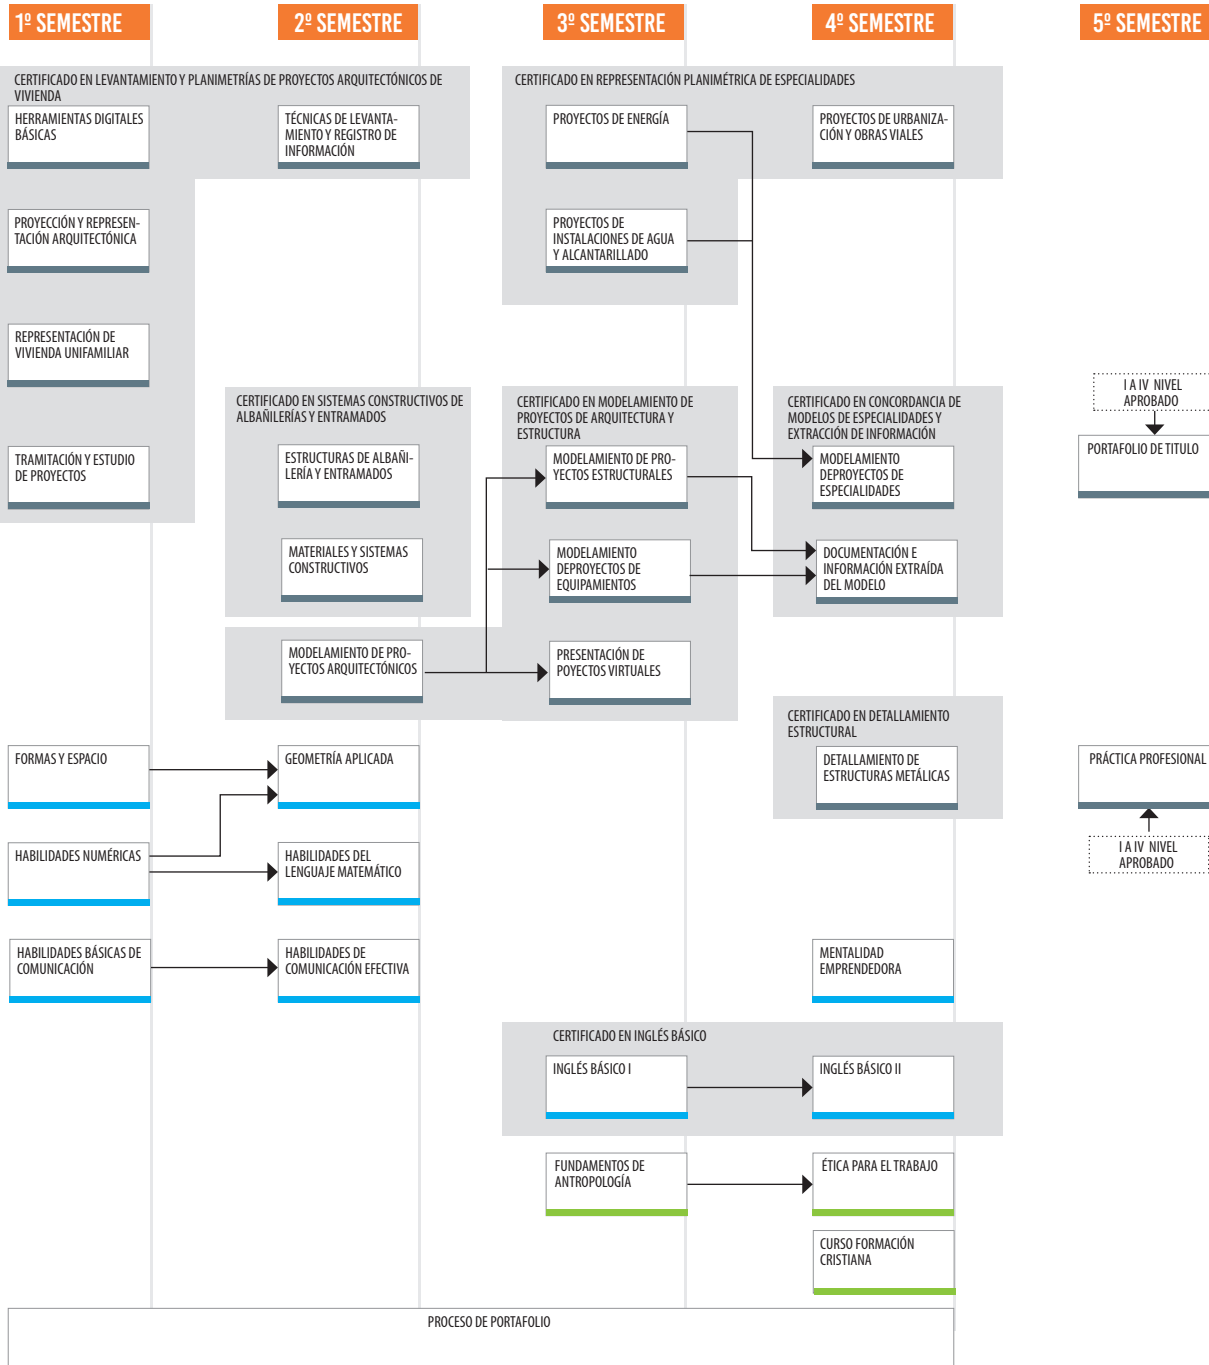 1º SEMESTRE
2º SEMESTRE
3º SEMESTRE
4º SEMESTRE
5º SEMESTRE
CERTIFICADO EN LEVANTAMIENTO Y PLANIMETRÍAS DE PROYECTOS ARQUITECTÓNICOS DE
VIVIENDA
CERTIFICADO EN REPRESENTACIÓN PLANIMÉTRICA DE ESPECIALIDADES
HERRAMIENTAS DIGITALES
BÁSICAS
TÉCNICAS DE LEVANTA-
MIENTO Y REGISTRO DE
INFORMACIÓN
PROYECTOS DE ENERGÍA
PROYECTOS DE URBANIZA-
CIÓN Y OBRAS VIALES
PROYECCIÓN Y REPRESEN-
TACIÓN ARQUITECTÓNICA
PROYECTOS DE
INSTALACIONES DE AGUA
Y ALCANTARILLADO
REPRESENTACIÓN DE
VIVIENDA UNIFAMILIAR
CERTIFICADO EN SISTEMAS CONSTRUCTIVOS DE
ALBAÑILERÍAS Y ENTRAMADOS
CERTIFICADO EN MODELAMIENTO DE
PROYECTOS DE ARQUITECTURA Y
ESTRUCTURA
CERTIFICADO EN CONCORDANCIA DE
MODELOS DE ESPECIALIDADES Y
EXTRACCIÓN DE INFORMACIÓN
I A IV NIVEL
APROBADO
TRAMITACIÓN Y ESTUDIO
DE PROYECTOS
ESTRUCTURAS DE ALBAÑI-
LERÍA Y ENTRAMADOS
MODELAMIENTO DE PRO-
YECTOS ESTRUCTURALES
MODELAMIENTO
DEPROYECTOS DE
ESPECIALIDADES
PORTAFOLIO DE TITULO
MATERIALES Y SISTEMAS
CONSTRUCTIVOS
MODELAMIENTO
DEPROYECTOS DE
EQUIPAMIENTOS
DOCUMENTACIÓN E
INFORMACIÓN EXTRAÍDA
DEL MODELO
MODELAMIENTO DE PRO-
YECTOS ARQUITECTÓNICOS
PRESENTACIÓN DE
POYECTOS VIRTUALES
CERTIFICADO EN DETALLAMIENTO
ESTRUCTURAL
FORMAS Y ESPACIO
GEOMETRÍA APLICADA
DETALLAMIENTO DE
ESTRUCTURAS METÁLICAS
PRÁCTICA PROFESIONAL
HABILIDADES NUMÉRICAS
HABILIDADES DEL
LENGUAJE MATEMÁTICO
I A IV NIVEL
APROBADO
HABILIDADES BÁSICAS DE
COMUNICACIÓN
HABILIDADES DE
COMUNICACIÓN EFECTIVA
MENTALIDAD
EMPRENDEDORA
CERTIFICADO EN INGLÉS BÁSICO
INGLÉS BÁSICO I
INGLÉS BÁSICO II
FUNDAMENTOS DE
ANTROPOLOGÍA
ÉTICA PARA EL TRABAJO
CURSO FORMACIÓN
CRISTIANA
PROCESO DE PORTAFOLIO